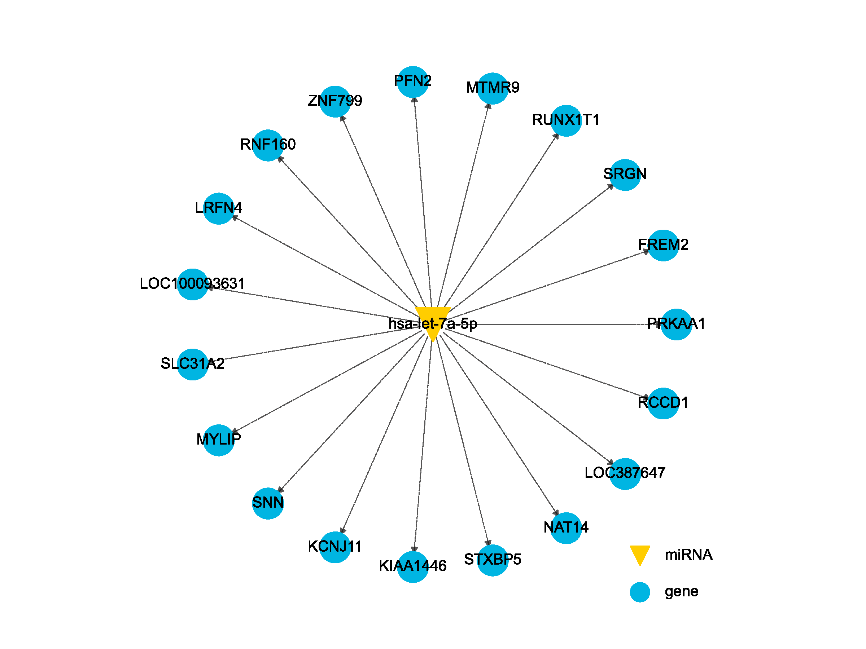 PFN2
MTMR9
ZNF799
RUNX1T1
RNF160
SRGN
LRFN4
FREM2
LOC100093631
hsa-let-7a-5p
PRKAA1
SLC31A2
RCCD1
MYLIP
LOC387647
SNN
NAT14
KCNJ11
STXBP5
KIAA1446
miRNA
gene